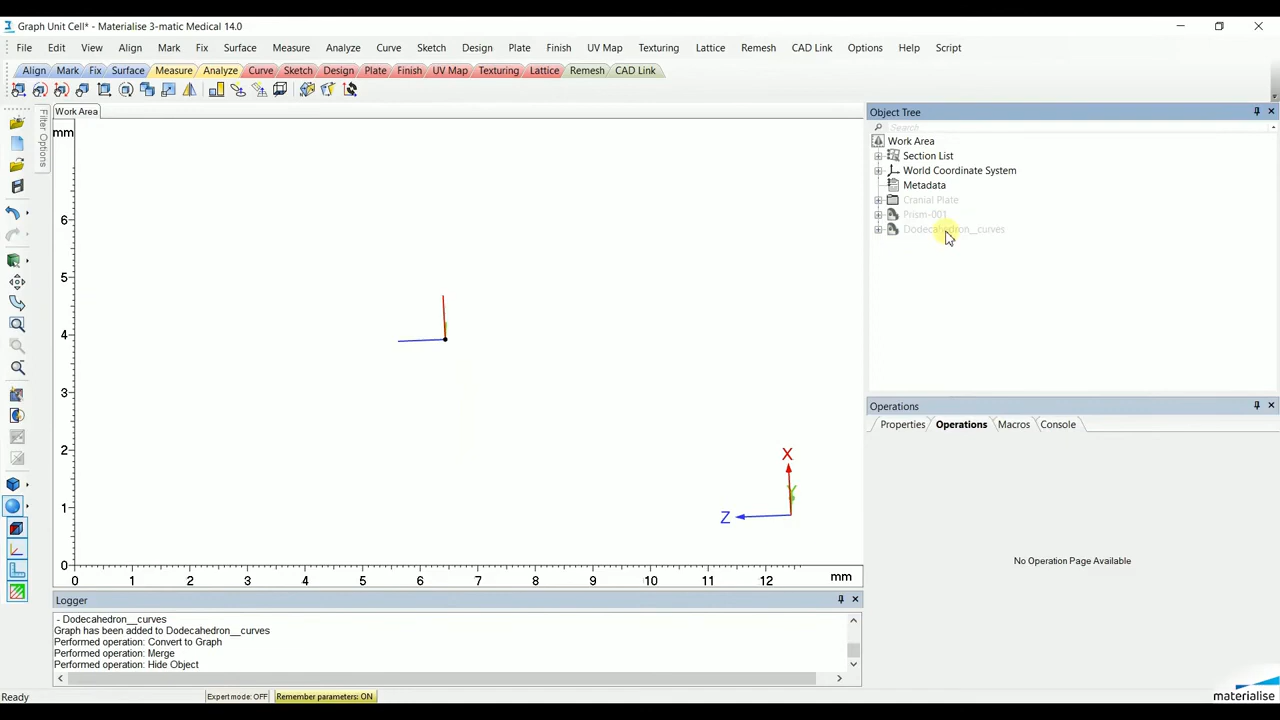 Graph Unit Cell* - Materialise 3-matic Medical 14.0
File Edit View Align Mark Fix Surface Measure Analyze Curve Sketch Design Plate Finish UV Map Texturing Lattice Remesh CAD Link Options Help Script
Align Mark Fix Surface Measure Analyze Curve Sketch Design Plate Finish UV Map Texturing Lattice Remesh CAD Link
Work Area
Filter Options
mm
6
5
4
3
2
1
0
0 1 2 3 4 5 6 7 8 9 10 11 12 mm
X
Y
Z
Object Tree
Search
Work Area
Section List
World Coordinate System
Metadata
Cranial Plate
Prism-001
Dodecahedron__curves
Operations
Properties Operations Macros Console
No Operation Page Available
Logger
- Dodecahedron__curves
Graph has been added to Dodecahedron__curves
Performed operation: Convert to Graph
Performed operation: Merge
Performed operation: Hide Object
Ready Expert mode: OFF Remember parameters: ON
materialise